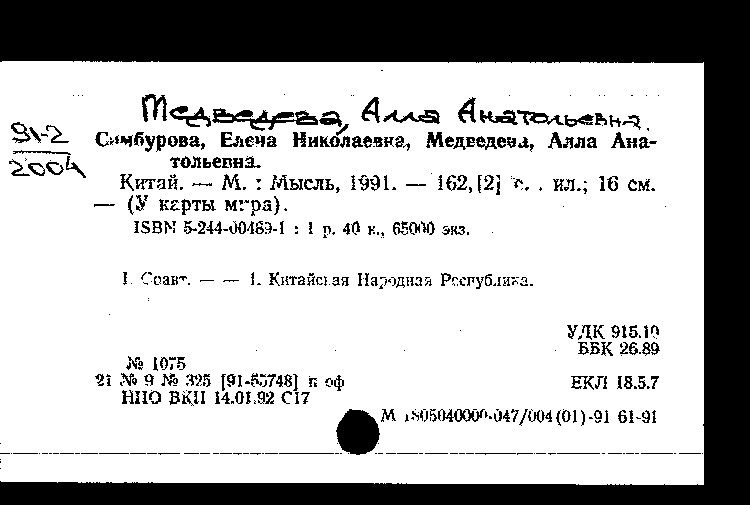 Медведева, Алла Анатольевна.
91-2
2004
Симбурова, Елена Николаевна, Медведева, Алла Ана-
тольевна.
Китай. — М. : Мысль, 1991. — 162,[2] с. . ил.; 16 см.
— (У карты мира).
ISBN 5-244-00469-1 : 1 р. 40 к., 65000 экз.
1. Соавт. — — 1. Китайская Народная Республика.
УДК 915.10
ББК 26.89
№ 1075
21 № 9 № 325 [91-55748] п оф
ЕКЛ 18.5.7
НПО ВКП 14.01.92 С17
М 1805040000-047/004(01)-91 61-91